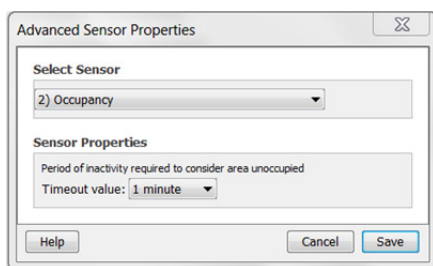 Advanced Sensor Properties
Select Sensor
2) Occupancy
Sensor Properties
Period of inactivity required to consider area unoccupied
Timeout value: 1 minute
Help Cancel Save